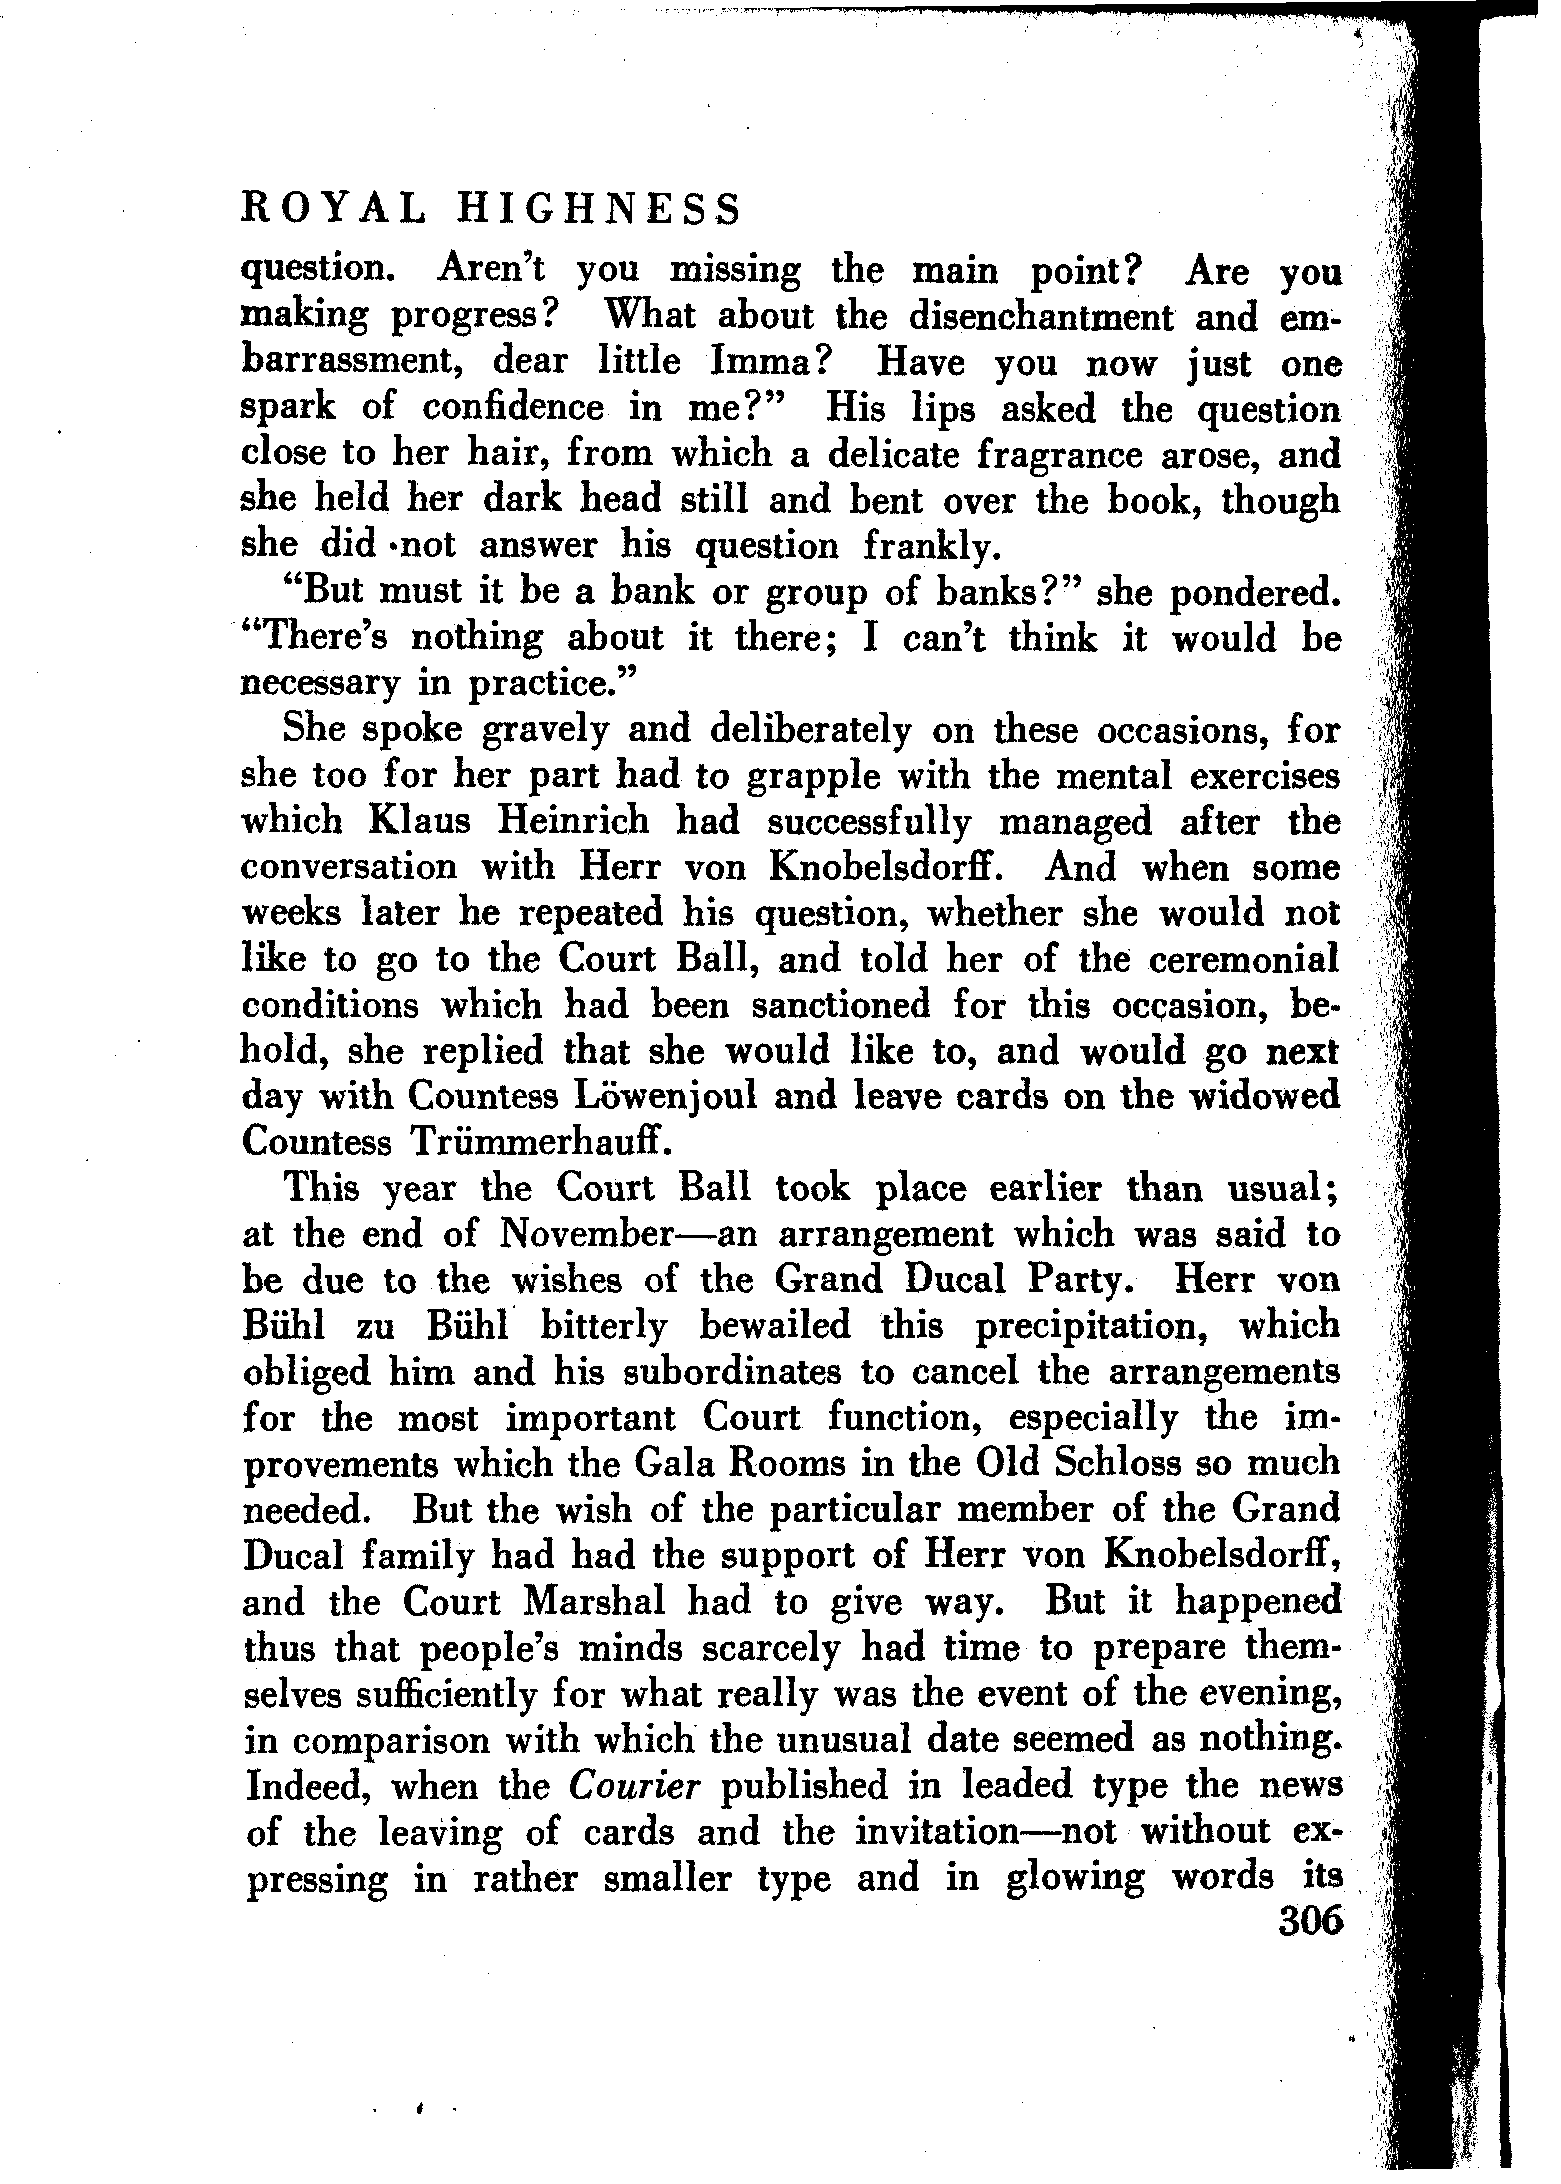 ROYAL HIGHNESS
question. Aren't you missing the main point? Are you
making progress? What about the disenchantment and em-
barrassment, dear little Imma? Have you now just one
spark of confidence in me?" His lips asked the question
close to her hair, from which a delicate fragrance arose, and
she held her dark head still and bent over the book, though
she did not answer his question frankly.
"But must it be a bank or group of banks?" she pondered.
"There's nothing about it there; I can't think it would be
necessary in practice."
She spoke gravely and deliberately on these occasions, for
she too for her part had to grapple with the mental exercises
which Klaus Heinrich had successfully managed after the
conversation with Herr von Knobelsdorff. And when some
weeks later he repeated his question, whether she would not
like to go to the Court Ball, and told her of the ceremonial
conditions which had been sanctioned for this occasion, be-
hold, she replied that she would like to, and would go next
day with Countess Löwenjoul and leave cards on the widowed
Countess Trümmerhauff.
This year the Court Ball took place earlier than usual;
at the end of November—an arrangement which was said to
be due to the wishes of the Grand Ducal Party. Herr von
Bühl zu Bühl bitterly bewailed this precipitation, which
obliged him and his subordinates to cancel the arrangements
for the most important Court function, especially the im-
provements which the Gala Rooms in the Old Schloss so much
needed. But the wish of the particular member of the Grand
Ducal family had had the support of Herr von Knobelsdorff,
and the Court Marshal had to give way. But it happened
thus that people's minds scarcely had time to prepare them-
selves sufficiently for what really was the event of the evening,
in comparison with which the unusual date seemed as nothing.
Indeed, when the Courier published in leaded type the news
of the leaving of cards and the invitation—not without ex-
pressing in rather smaller type and in glowing words its
306